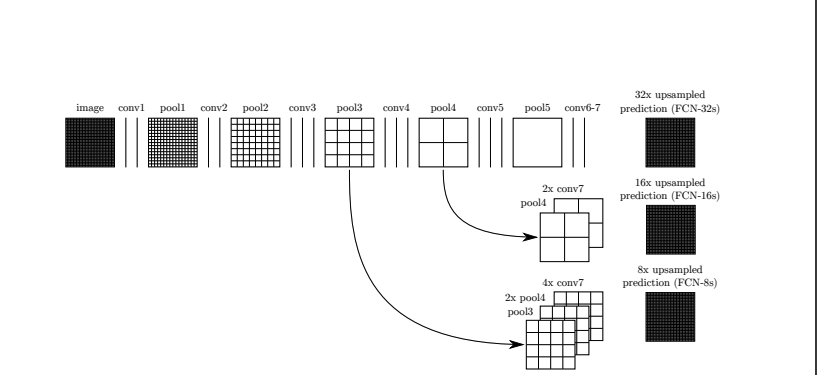 image conv1 pool1 conv2 pool2 conv3 pool3 conv4 pool4 conv5 pool5 conv6-7
32x upsampled
prediction (FCN-32s)
2x conv7
pool4
16x upsampled
prediction (FCN-16s)
4x conv7
2x pool4
pool3
8x upsampled
prediction (FCN-8s)